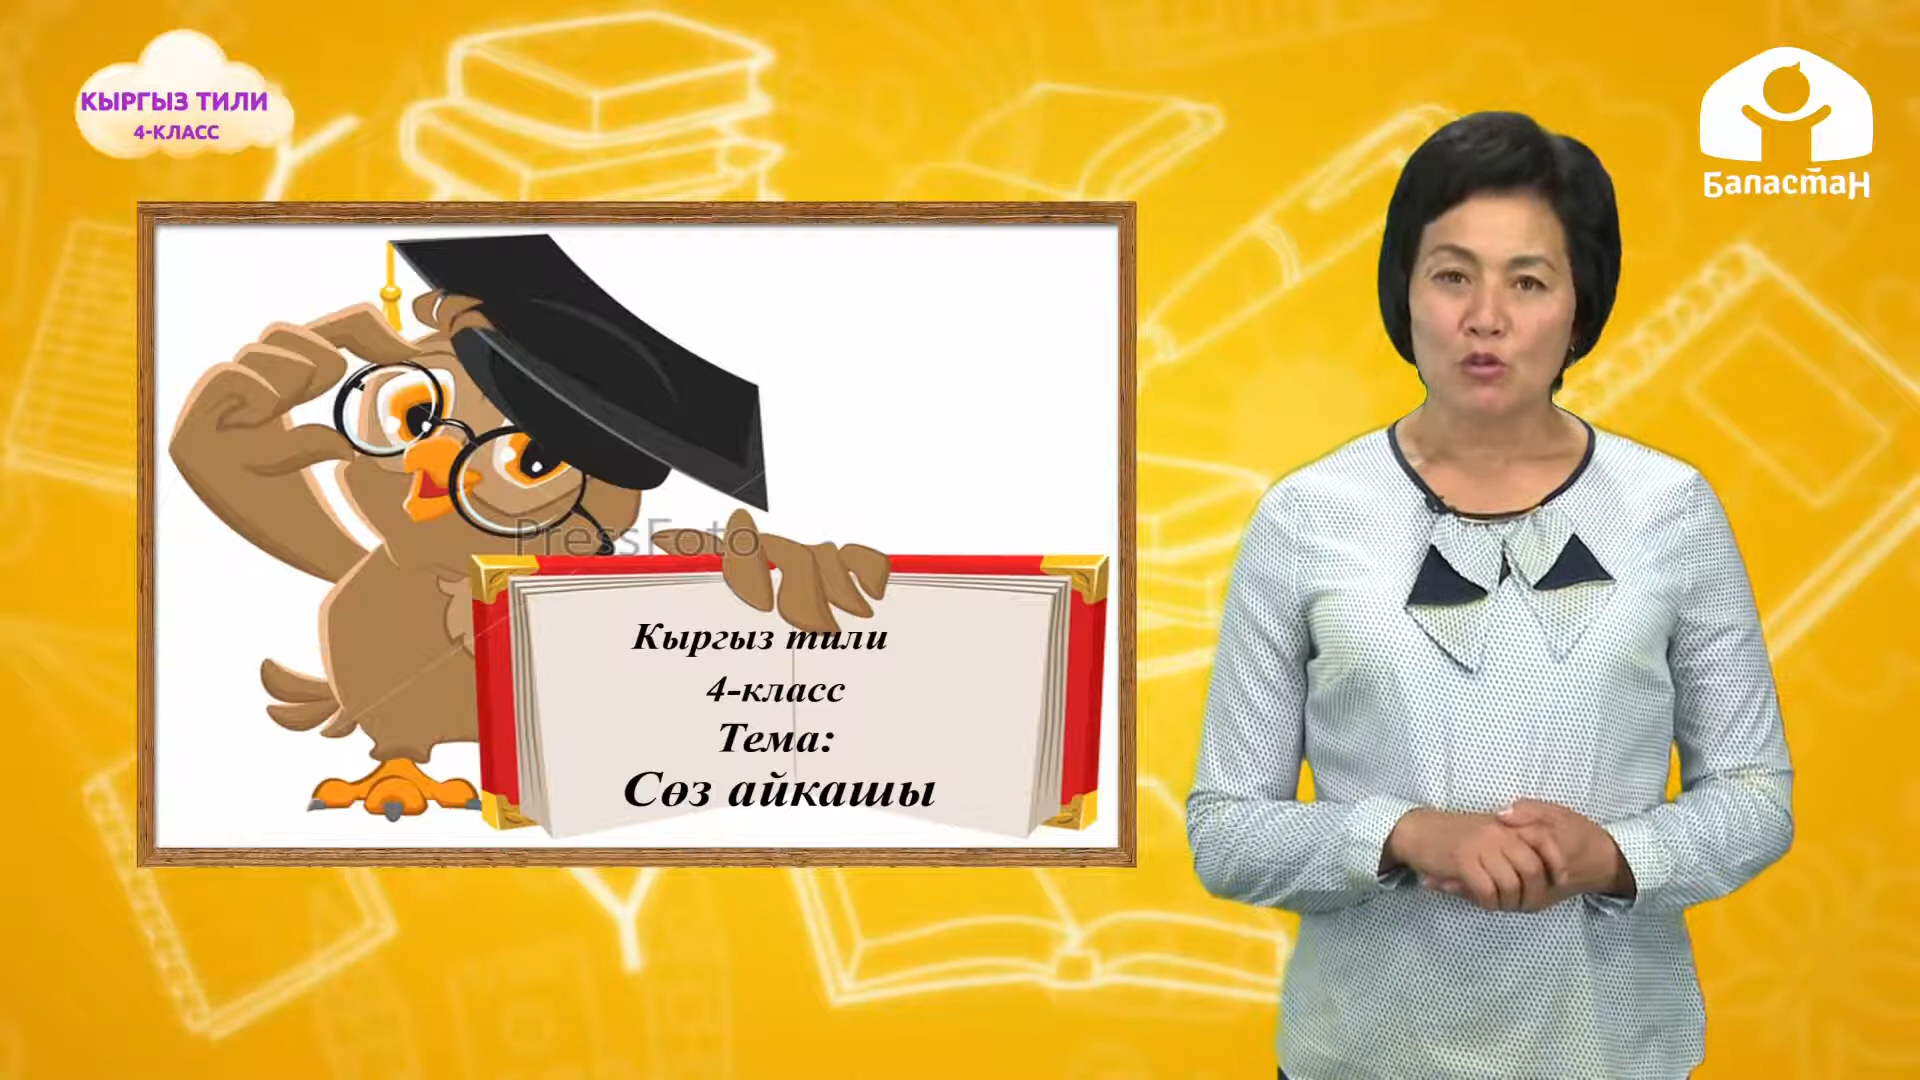 КЫРГЫЗ ТИЛИ
4-КЛАСС
Баластан
PressFoto
Кыргыз тили
4-класс
Тема:
Сөз айкашы